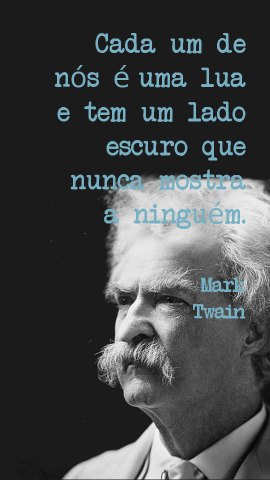 Cada um de
nós é uma lua
e tem um lado
escuro que
nunca mostra
a ninguém.
Mark
Twain